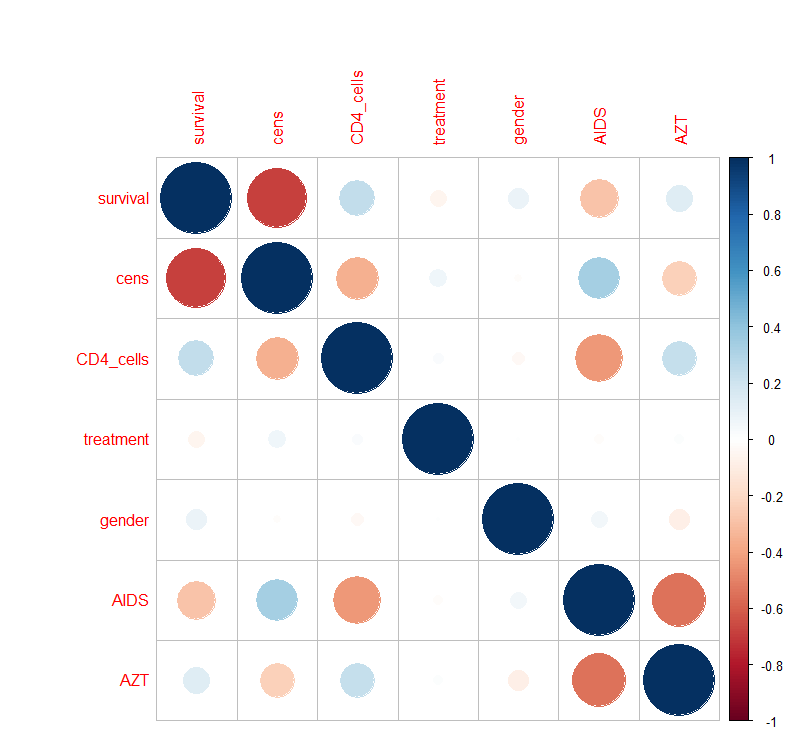 survival
cens
CD4_cells
treatment
gender
AIDS
AZT
survival
cens
CD4_cells
treatment
gender
AIDS
AZT
1
0.8
0.6
0.4
0.2
0
-0.2
-0.4
-0.6
-0.8
-1